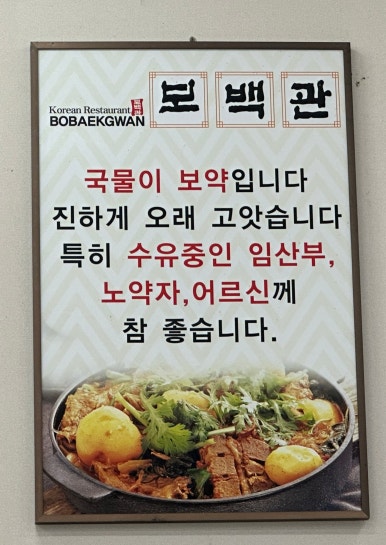 Korean Restaurant
BOBAEKGWAN
보백관
국물이 보약입니다
진하게 오래 고앗습니다
특히 수유중인 임산부,
노약자,어르신께
참 좋습니다.